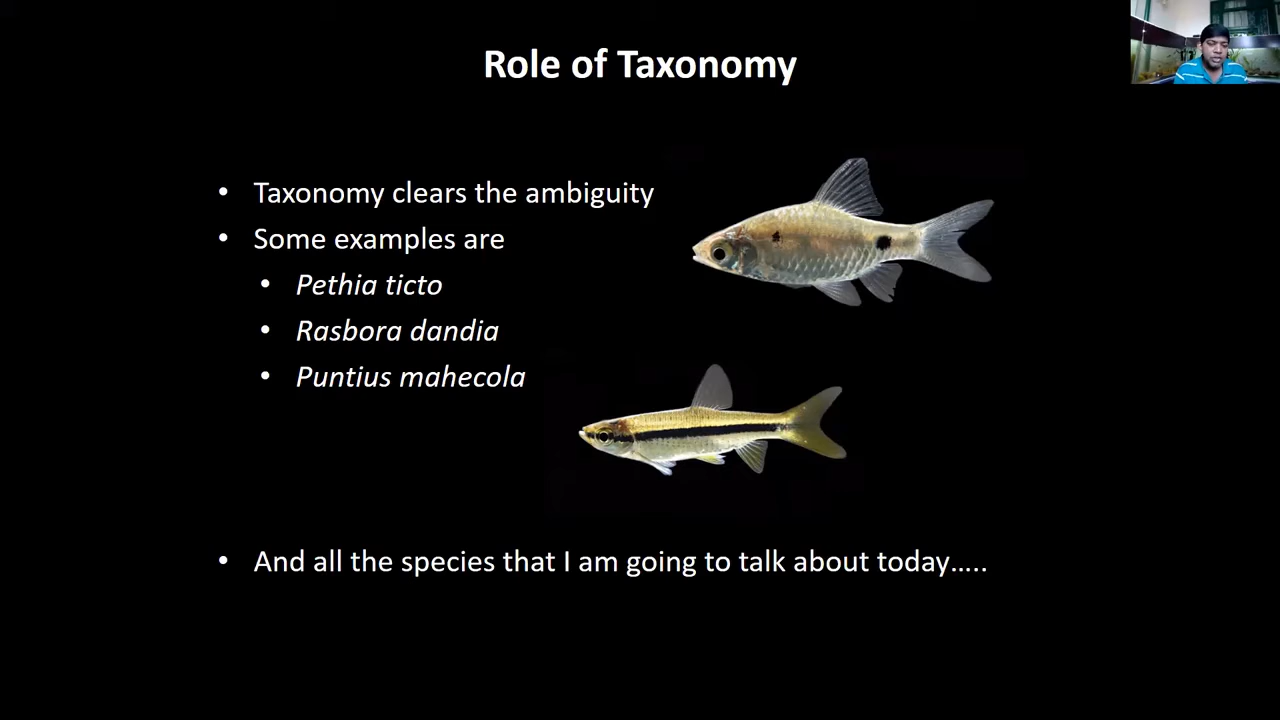 Role of Taxonomy
• Taxonomy clears the ambiguity
• Some examples are
• Pethia ticto
• Rasbora dandia
• Puntius mahecola
• And all the species that I am going to talk about today…..